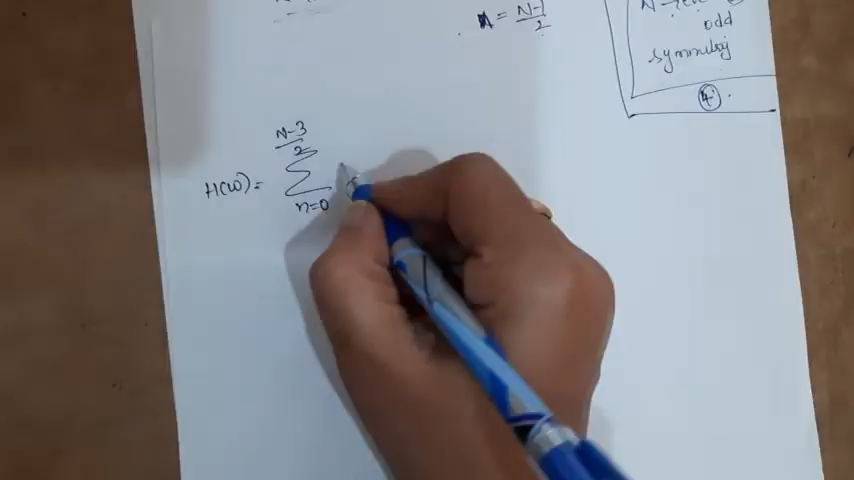 n = N-1/2
odd
symmetry
4
N-3/2
H(ω) = Σ
n=0